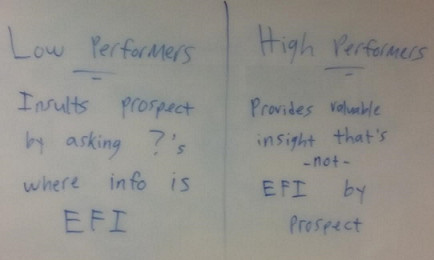 Low Performers
Insults prospect
by asking ?'s
where info is
EFI
High Performers
Provides valuable
insight that's
-not-
EFI by
Prospect